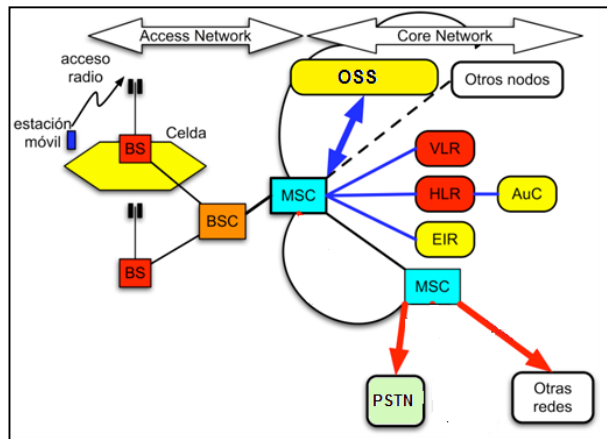 Access Network
Core Network
acceso
radio
OSS
Otros nodos
estación
móvil
Celda
BS
VLR
MSC
HLR
AuC
BSC
EIR
BS
MSC
PSTN
Otras
redes